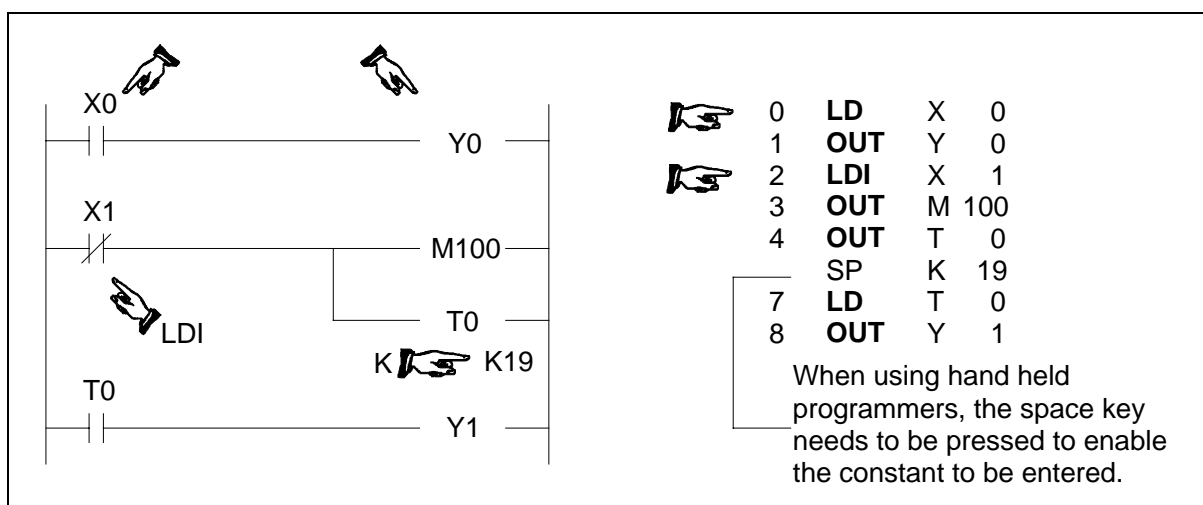 X0
Y0
X1
M100
LDI
T0
K K19
T0
Y1
0 LD X 0
1 OUT Y 0
2 LDI X 1
3 OUT M 100
4 OUT T 0
SP K 19
7 LD T 0
8 OUT Y 1
When using hand held
programmers, the space key
needs to be pressed to enable
the constant to be entered.